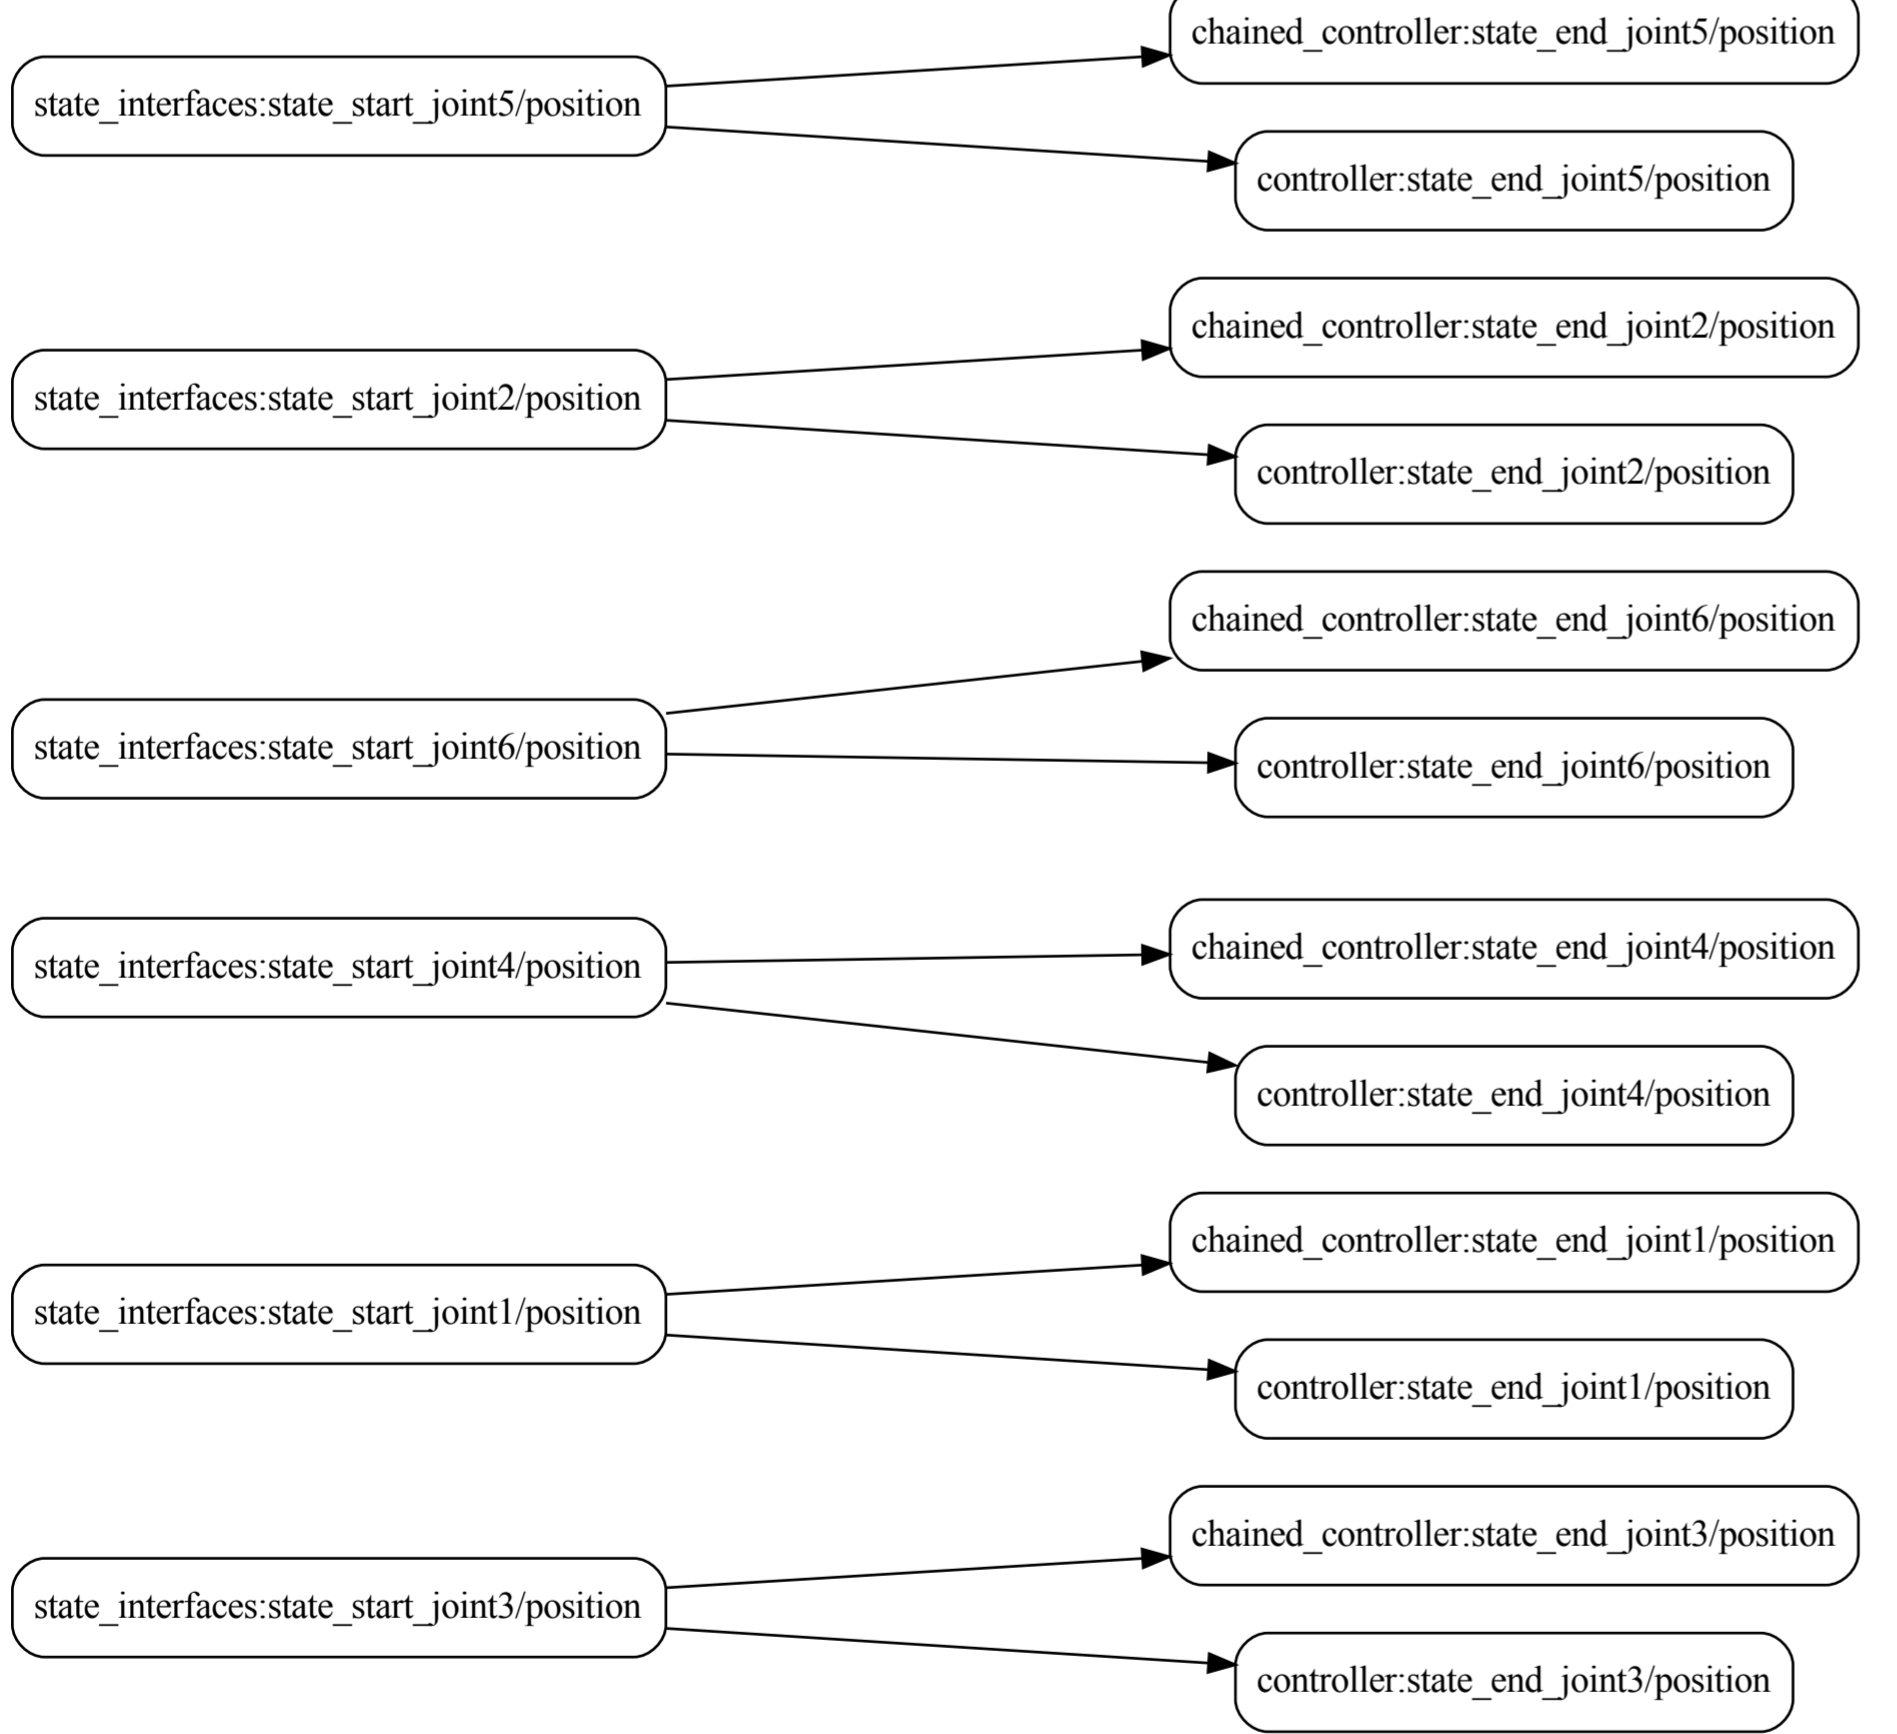 chained_controller:state_end_joint5/position
state_interfaces:state_start_joint5/position
controller:state_end_joint5/position
chained_controller:state_end_joint2/position
state_interfaces:state_start_joint2/position
controller:state_end_joint2/position
chained_controller:state_end_joint6/position
state_interfaces:state_start_joint6/position
controller:state_end_joint6/position
chained_controller:state_end_joint4/position
state_interfaces:state_start_joint4/position
controller:state_end_joint4/position
chained_controller:state_end_joint1/position
state_interfaces:state_start_joint1/position
controller:state_end_joint1/position
chained_controller:state_end_joint3/position
state_interfaces:state_start_joint3/position
controller:state_end_joint3/position